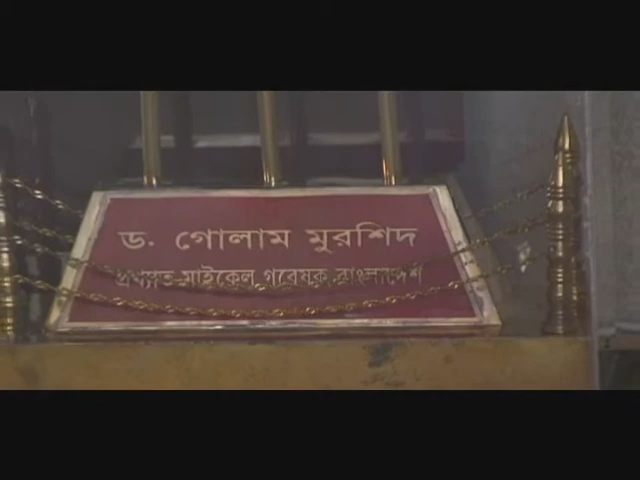 ড. গোলাম মুরশিদ
প্রখ্যাত মাইকেল গবেষক বাংলাদেশ